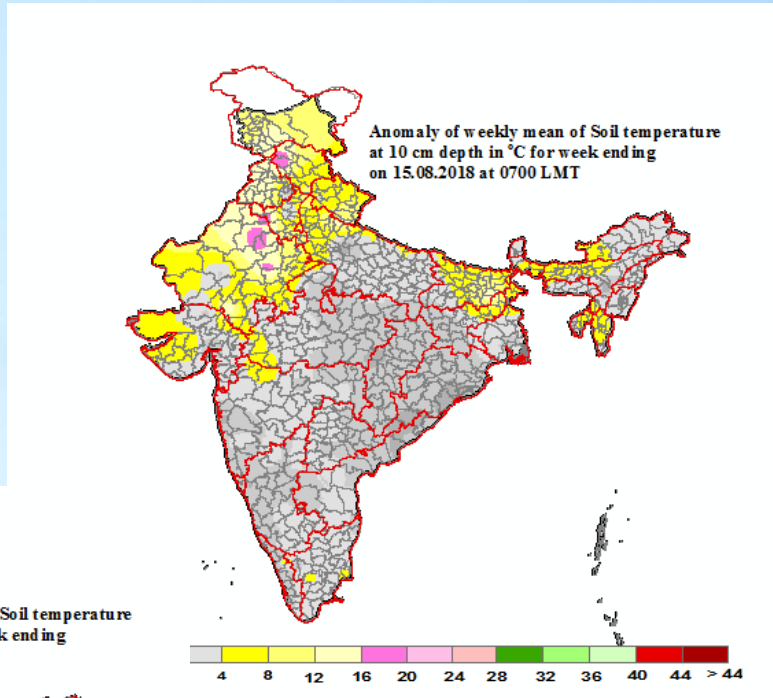 Anomaly of weekly mean of Soil temperature
at 10 cm depth in °C for week ending
on 15.08.2018 at 0700 LMT
Soil temperature
k ending
4 8 12 16 20 24 28 32 36 40 44 > 44